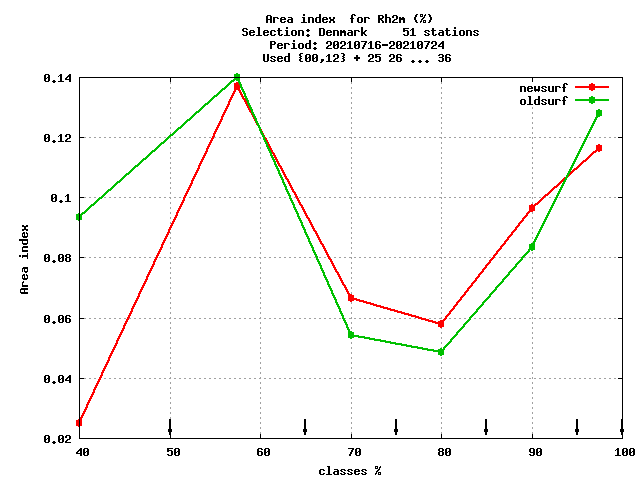 Area index  for Rh2m (%)
Selection: Denmark     51 stations
Period: 20210716-20210724
Used {00,12} + 25 26 ... 36
newsurf
oldsurf
0.14
0.12
0.1
0.08
0.06
0.04
0.02
Area index
40 50 60 70 80 90 100
classes %